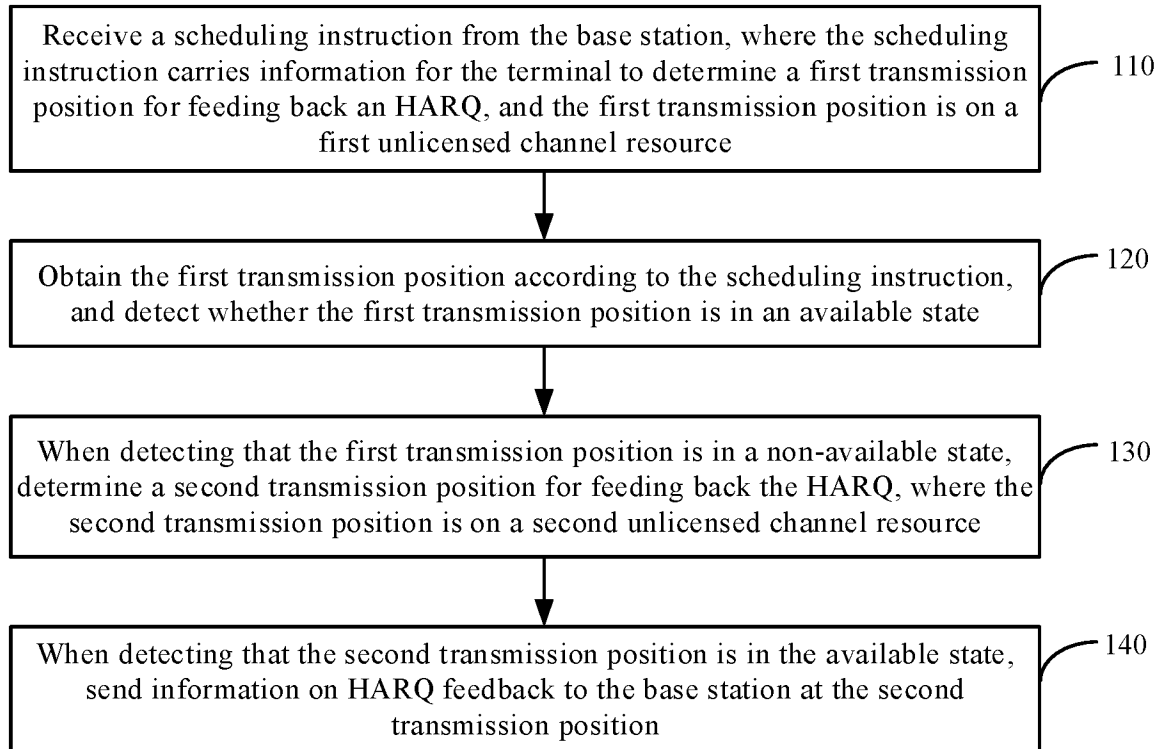 Receive a scheduling instruction from the base station, where the scheduling
instruction carries information for the terminal to determine a first transmission
position for feeding back an HARQ, and the first transmission position is on a
first unlicensed channel resource
110
Obtain the first transmission position according to the scheduling instruction,
and detect whether the first transmission position is in an available state
120
When detecting that the first transmission position is in a non-available state,
determine a second transmission position for feeding back the HARQ, where the
second transmission position is on a second unlicensed channel resource
130
When detecting that the second transmission position is in the available state,
send information on HARQ feedback to the base station at the second
transmission position
140